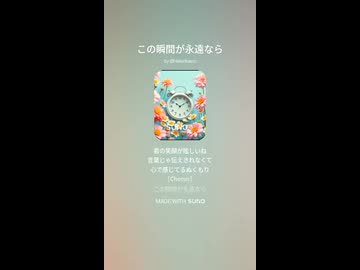 この瞬間が永遠なら
SUNO
君の笑顔が眩しいね
言葉じゃ伝えきれなくて
心で感じてるぬくもり
[Chorus]
この瞬間が永遠なら
MADE WITH SUNO